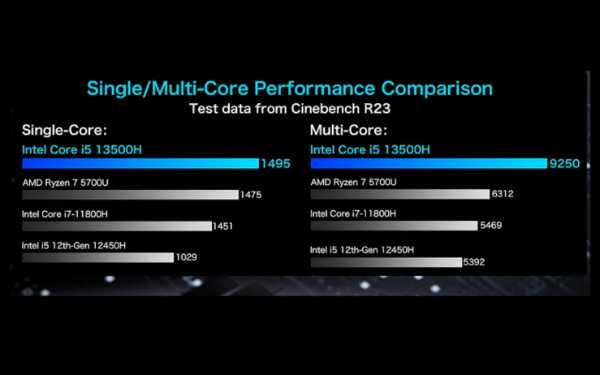 Single/Multi-Core Performance Comparison
Test data from Cinebench R23
Single-Core:
Intel Core i5 13500H
1495
AMD Ryzen 7 5700U
1475
Intel Core i7-11800H
1451
Intel i5 12th-Gen 12450H
1029
Multi-Core:
Intel Core i5 13500H
9250
AMD Ryzen 7 5700U
6312
Intel Core i7-11800H
5469
Intel i5 12th-Gen 12450H
5392